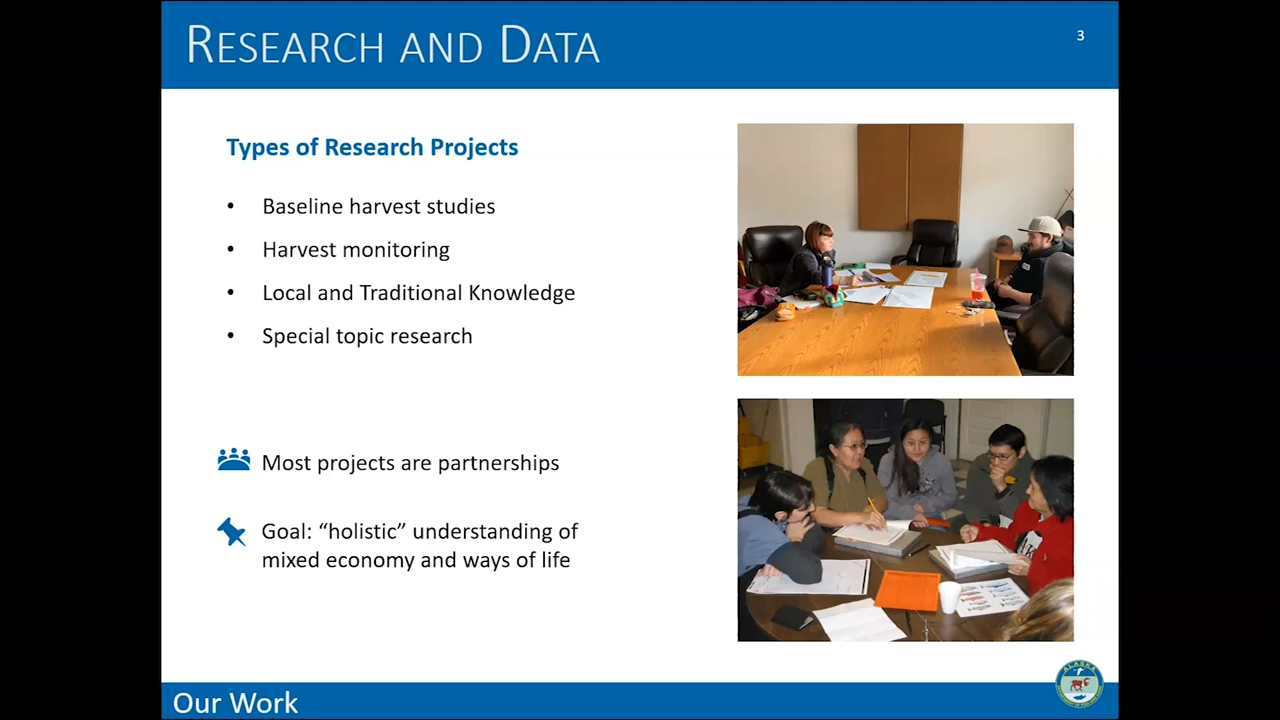 RESEARCH AND DATA
3
Types of Research Projects
• Baseline harvest studies
• Harvest monitoring
• Local and Traditional Knowledge
• Special topic research
Most projects are partnerships
Goal: “holistic” understanding of
mixed economy and ways of life
Our Work
ALASKA